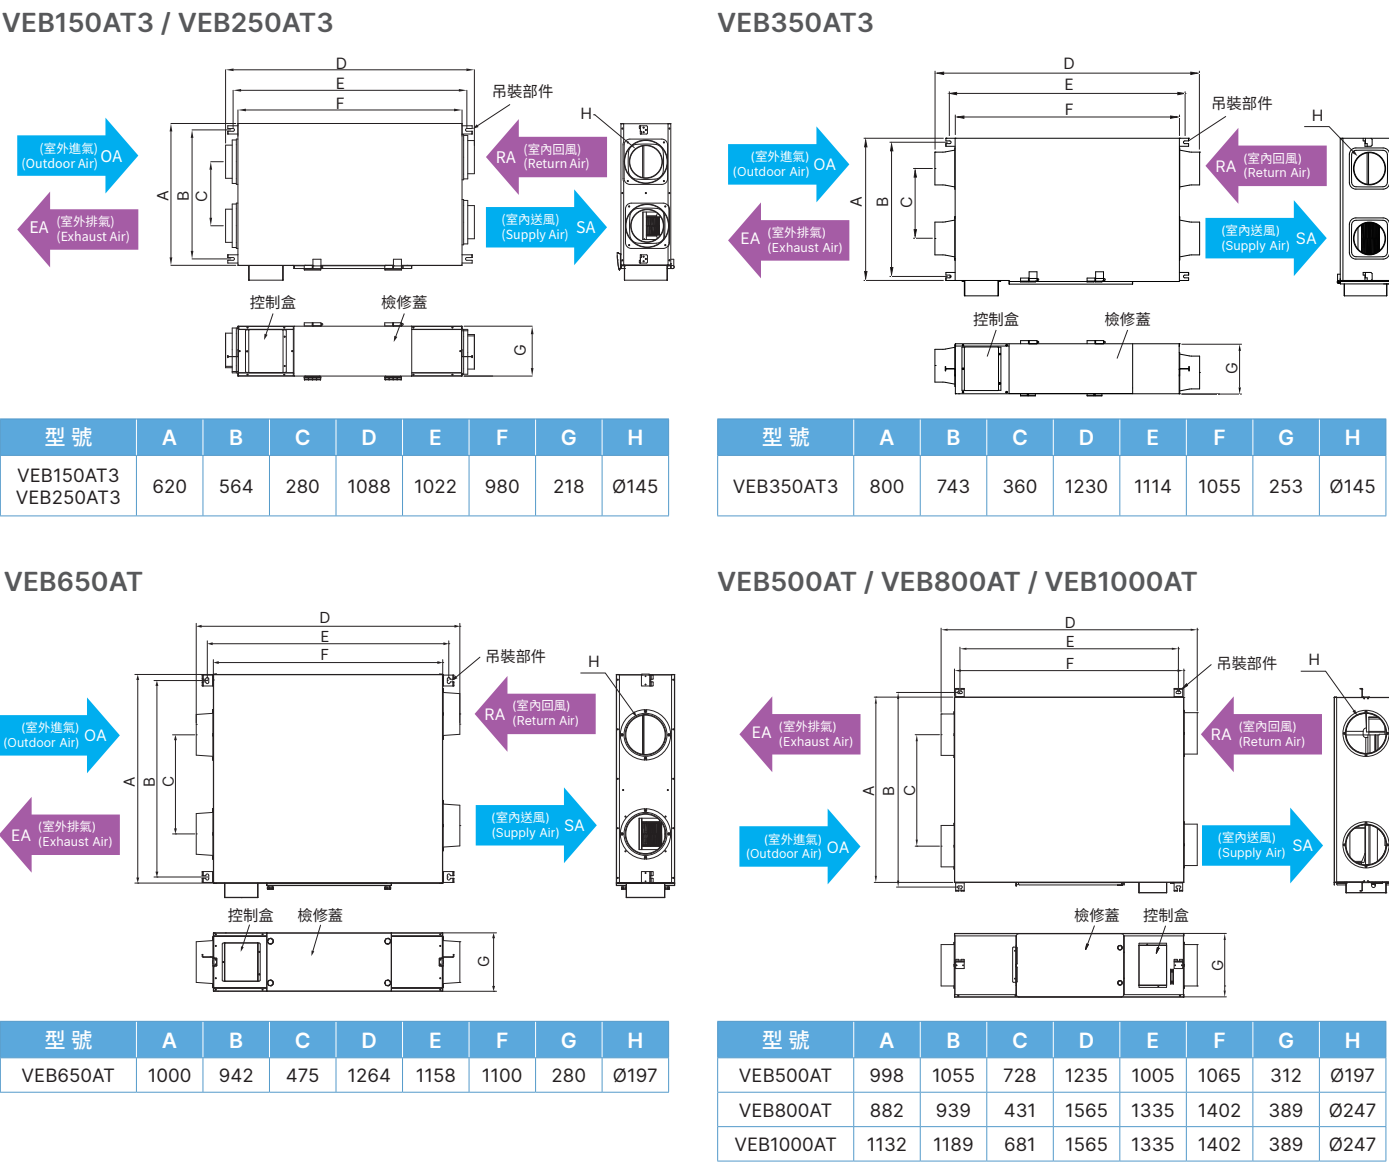 VEB150AT3 / VEB250AT3
D
E
F
吊裝部件
H
(室外進氣)
(Outdoor Air) OA
RA (室內回風)
(Return Air)
A B C
EA (室外排氣)
(Exhaust Air)
(室內送風)
(Supply Air) SA
控制盒 檢修蓋
G
型 號 A B C D E F G H
VEB150AT3
VEB250AT3
620 564 280 1088 1022 980 218 Ø145
VEB350AT3
D
E
F
吊裝部件
H
(室外進氣)
(Outdoor Air) OA
RA (室內回風)
(Return Air)
A B C
EA (室外排氣)
(Exhaust Air)
(室內送風)
(Supply Air) SA
控制盒 檢修蓋
G
型 號 A B C D E F G H
VEB350AT3 800 743 360 1230 1114 1055 253 Ø145
VEB650AT
D
E
F
吊裝部件
H
RA (室內回風)
(Return Air)
(室外進氣)
(Outdoor Air) OA
A B C
EA (室外排氣)
(Exhaust Air)
(室內送風)
(Supply Air) SA
控制盒 檢修蓋
G
型 號 A B C D E F G H
VEB650AT 1000 942 475 1264 1158 1100 280 Ø197
VEB500AT / VEB800AT / VEB1000AT
D
E
F
吊裝部件
H
EA (室外排氣)
(Exhaust Air)
RA (室內回風)
(Return Air)
A B C
(室外進氣)
(Outdoor Air) OA
(室內送風)
(Supply Air) SA
檢修蓋 控制盒
G
型 號 A B C D E F G H
VEB500AT 998 1055 728 1235 1005 1065 312 Ø197
VEB800AT 882 939 431 1565 1335 1402 389 Ø247
VEB1000AT 1132 1189 681 1565 1335 1402 389 Ø247